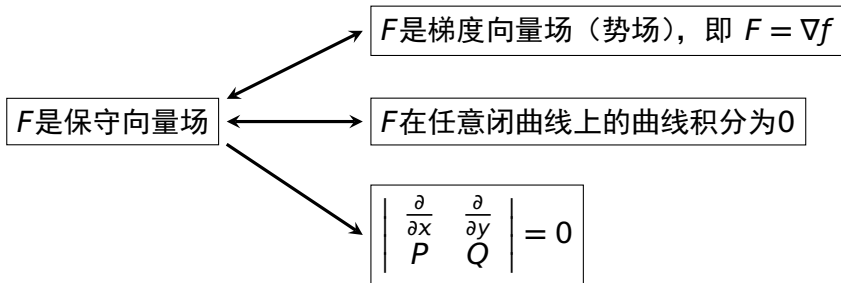 F是梯度向量场（势场），即 F = ∇f
F是保守向量场
F在任意闭曲线上的曲线积分为0
| ∂/∂x ∂/∂y |
| P Q | = 0